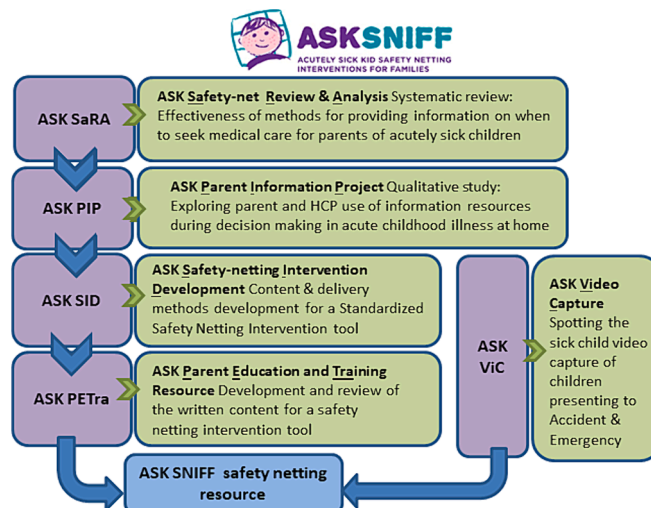 ASKSNIFF
ACUTELY SICK KID SAFETY NETTING
INTERVENTIONS FOR FAMILIES
ASK SaRA
ASK Safety-net Review & Analysis Systematic review:
Effectiveness of methods for providing information on when
to seek medical care for parents of acutely sick children
ASK PIP
ASK Parent Information Project Qualitative study:
Exploring parent and HCP use of information resources
during decision making in acute childhood illness at home
ASK SID
ASK Safety-netting Intervention
Development Content & delivery
methods development for a Standardized
Safety Netting Intervention tool
ASK PETra
ASK Parent Education and Training
Resource Development and review of
the written content for a safety
netting intervention tool
ASK
ViC
ASK Video
Capture
Spotting the
sick child video
capture of
children
presenting to
Accident &
Emergency
ASK SNIFF safety netting
resource